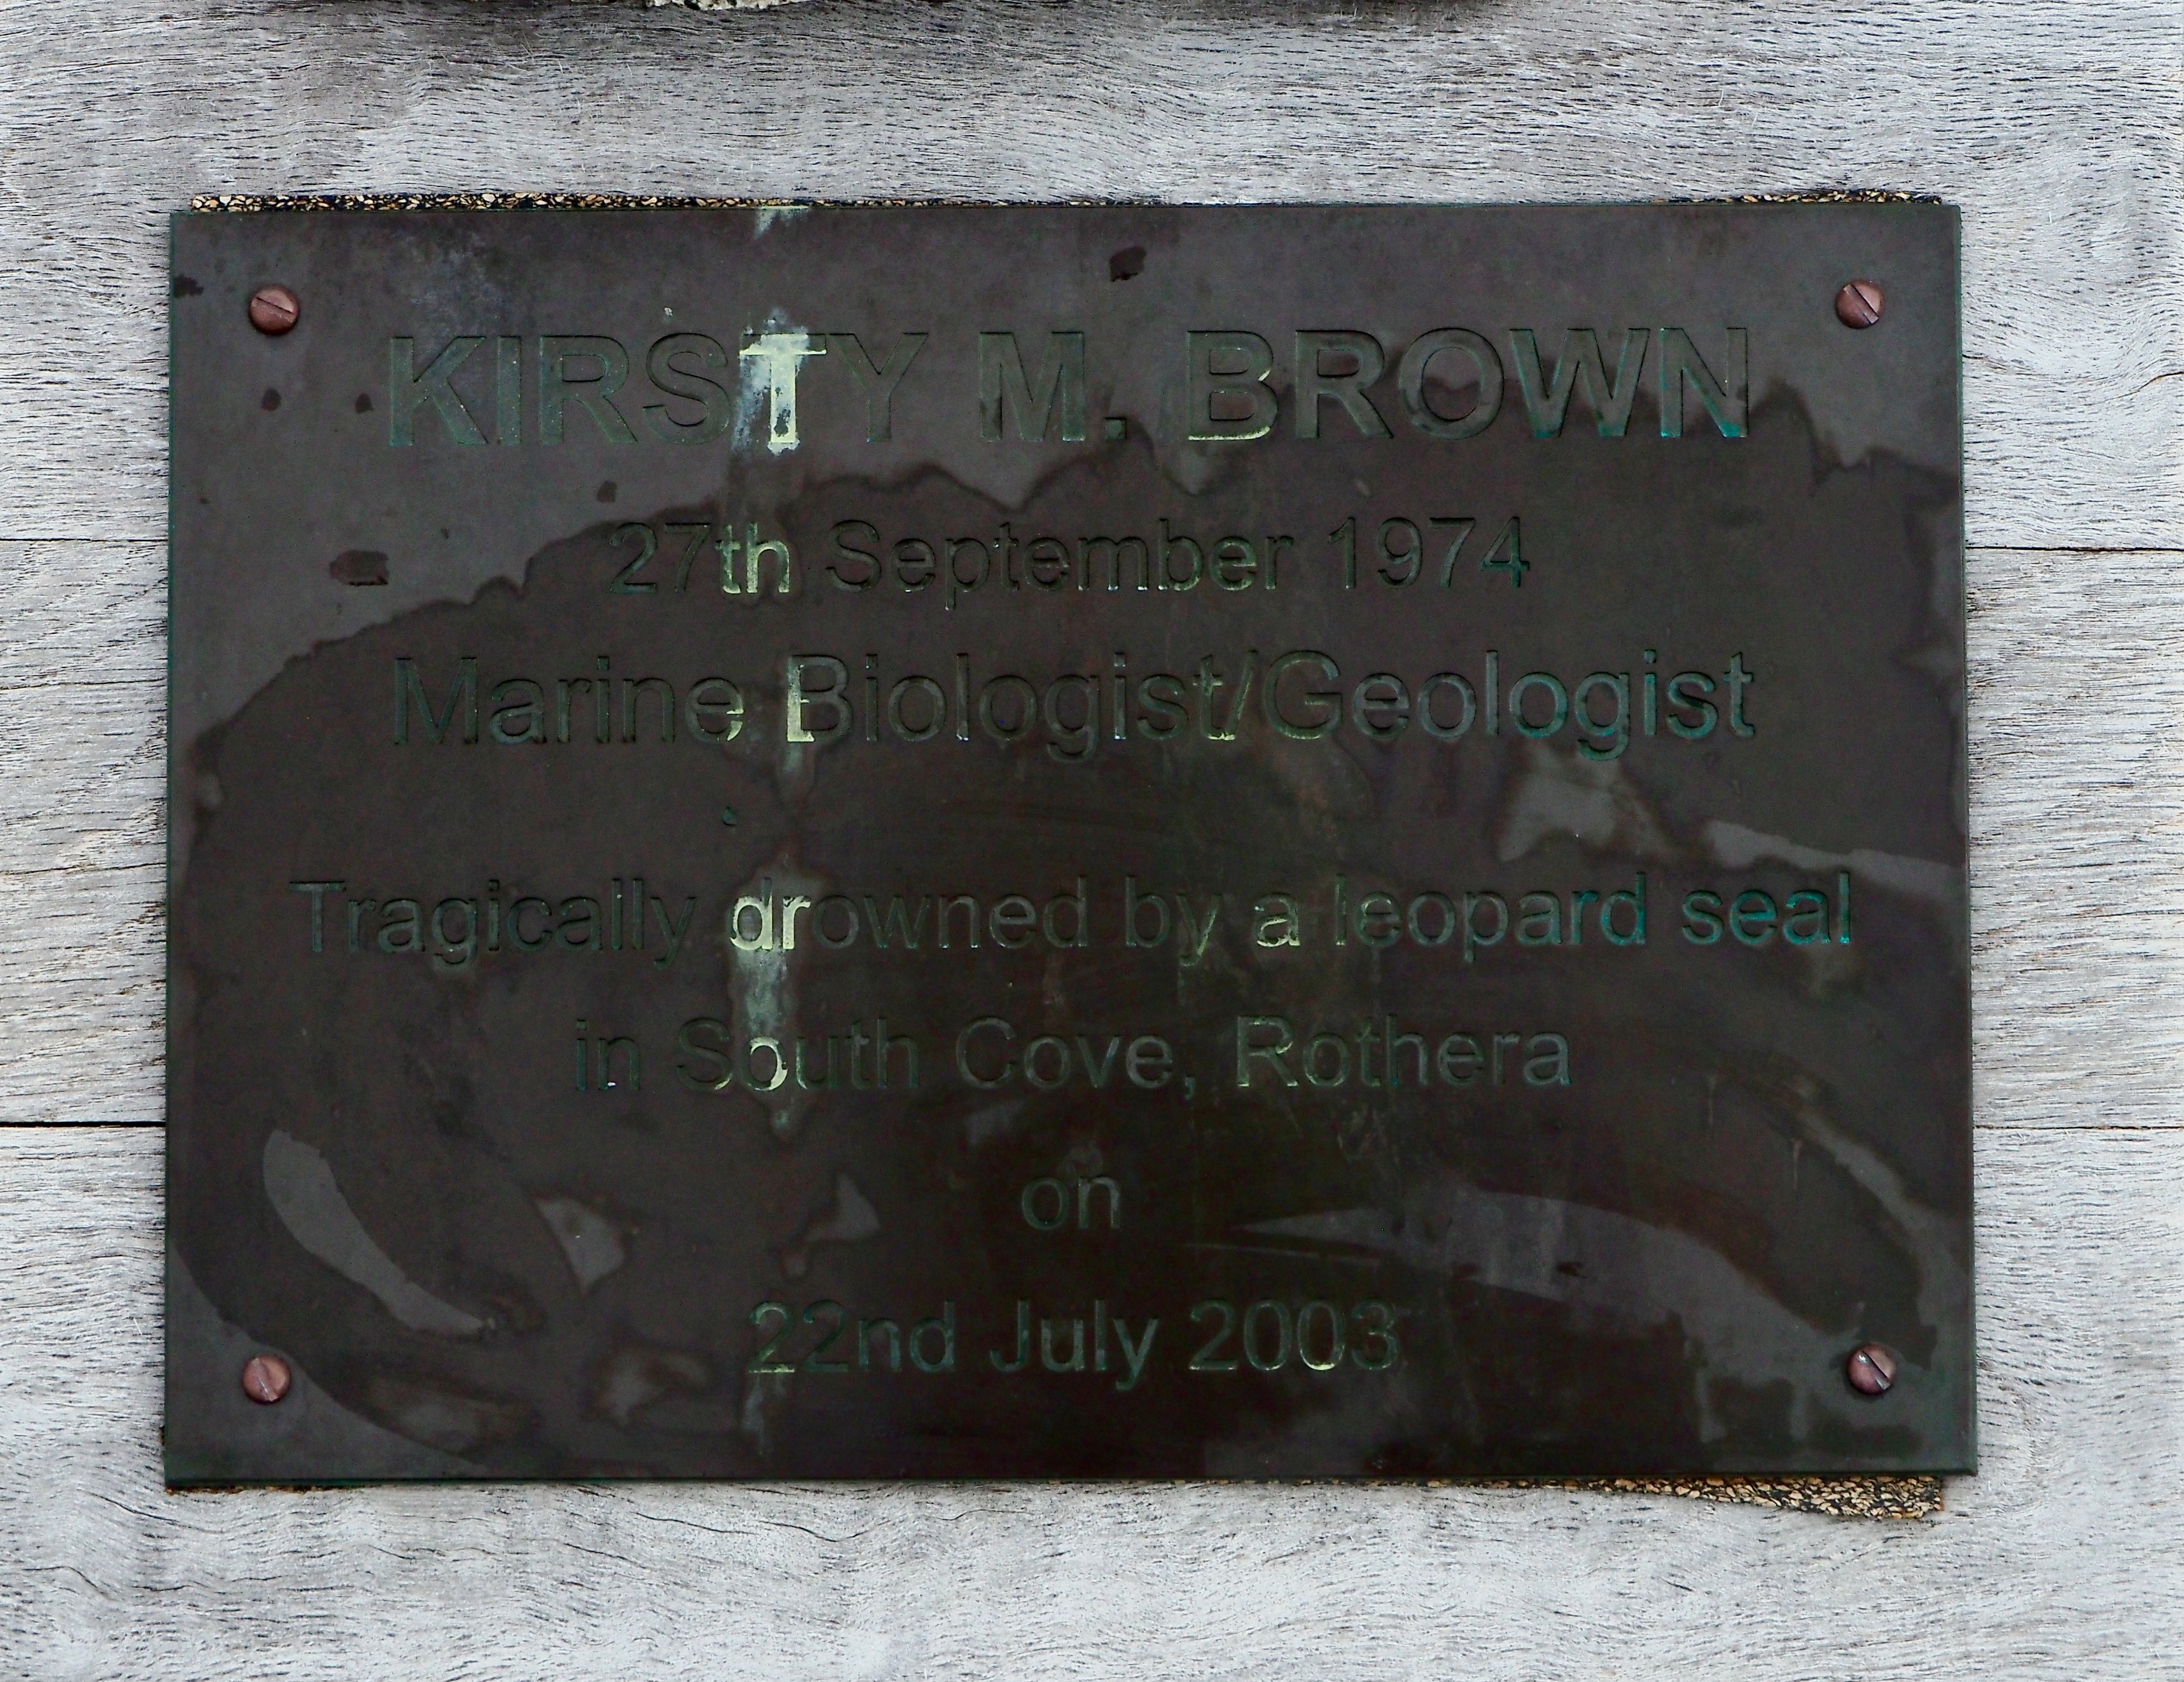 KIRSTY M. BROWN
27th September 1974
Marine Biologist/Geologist
Tragically drowned by a leopard seal
in South Cove, Rothera
on
22nd July 2003